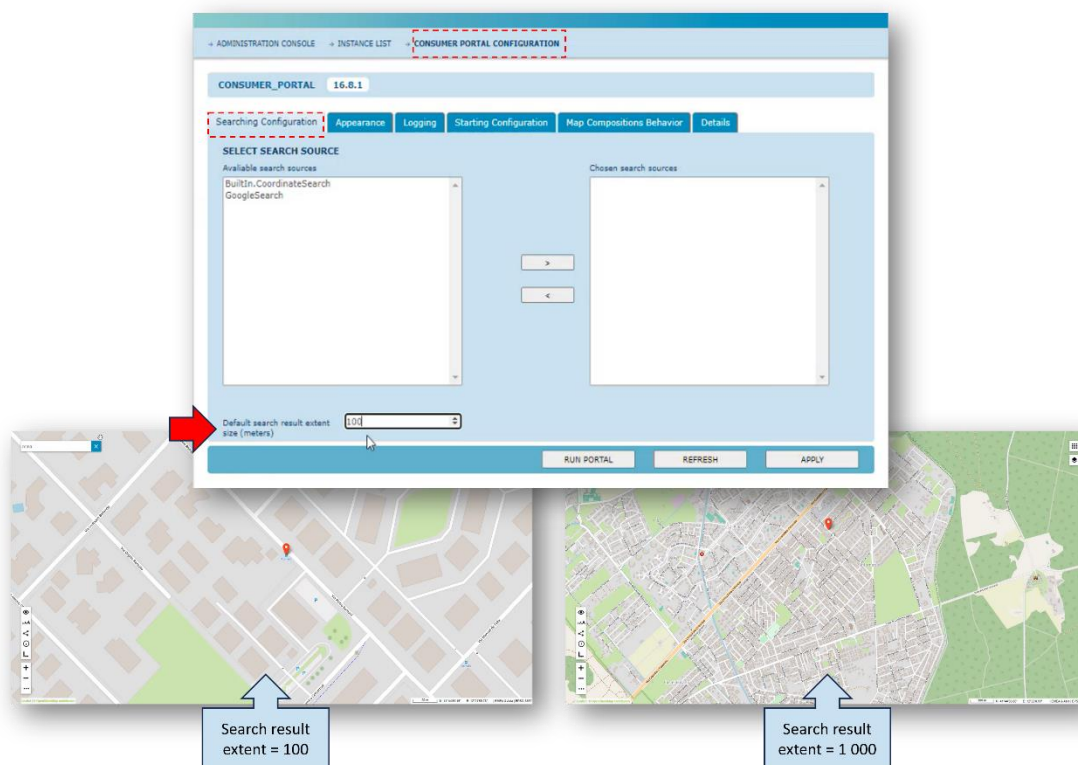 → ADMINISTRATION CONSOLE → INSTANCE LIST → CONSUMER PORTAL CONFIGURATION
CONSUMER_PORTAL 16.8.1
Searching Configuration Appearance Logging Starting Configuration Map Compositions Behavior Details
SELECT SEARCH SOURCE
Available search sources Chosen search sources
BuiltIn.CoordinateSearch
GoogleSearch
>
<
Default search result extent
size (meters)
100
RUN PORTAL REFRESH APPLY
Search result
extent = 100
Search result
extent = 1 000